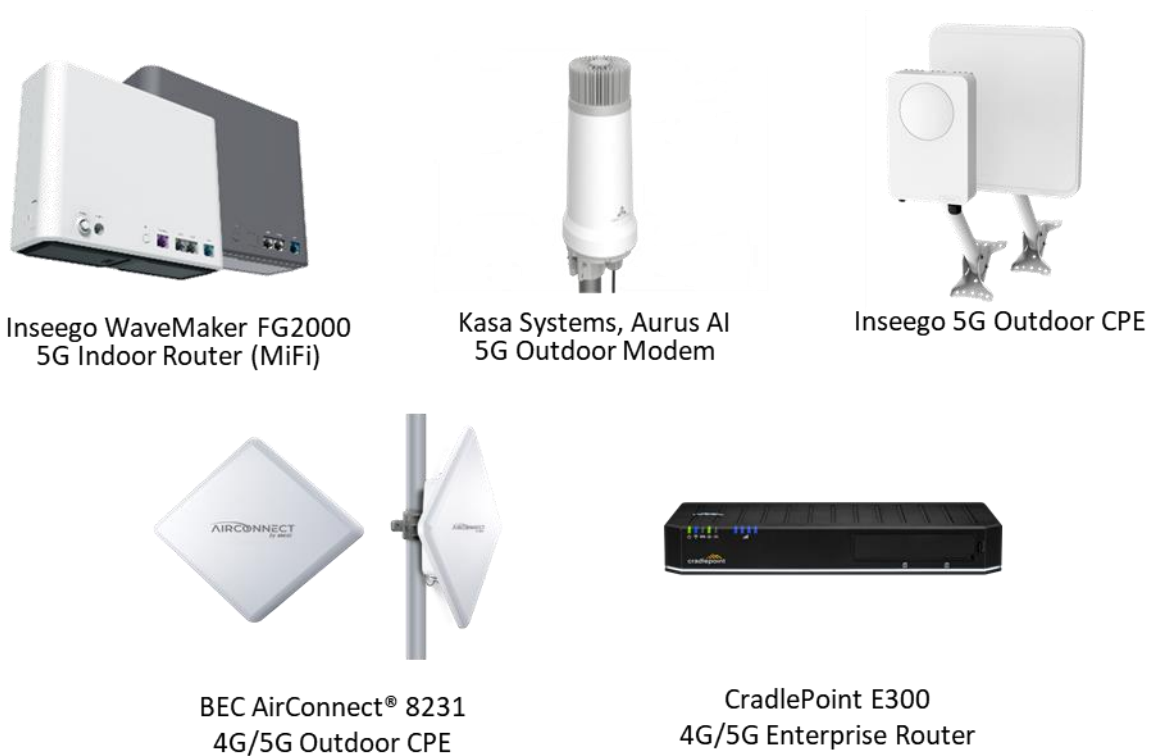 Inseego WaveMaker FG2000
5G Indoor Router (MiFi)
Kasa Systems, Aurus AI
5G Outdoor Modem
Inseego 5G Outdoor CPE
AIRCONNECT
AIRCONNECT
BEC AirConnect® 8231
4G/5G Outdoor CPE
cradlepoint
CradlePoint E300
4G/5G Enterprise Router